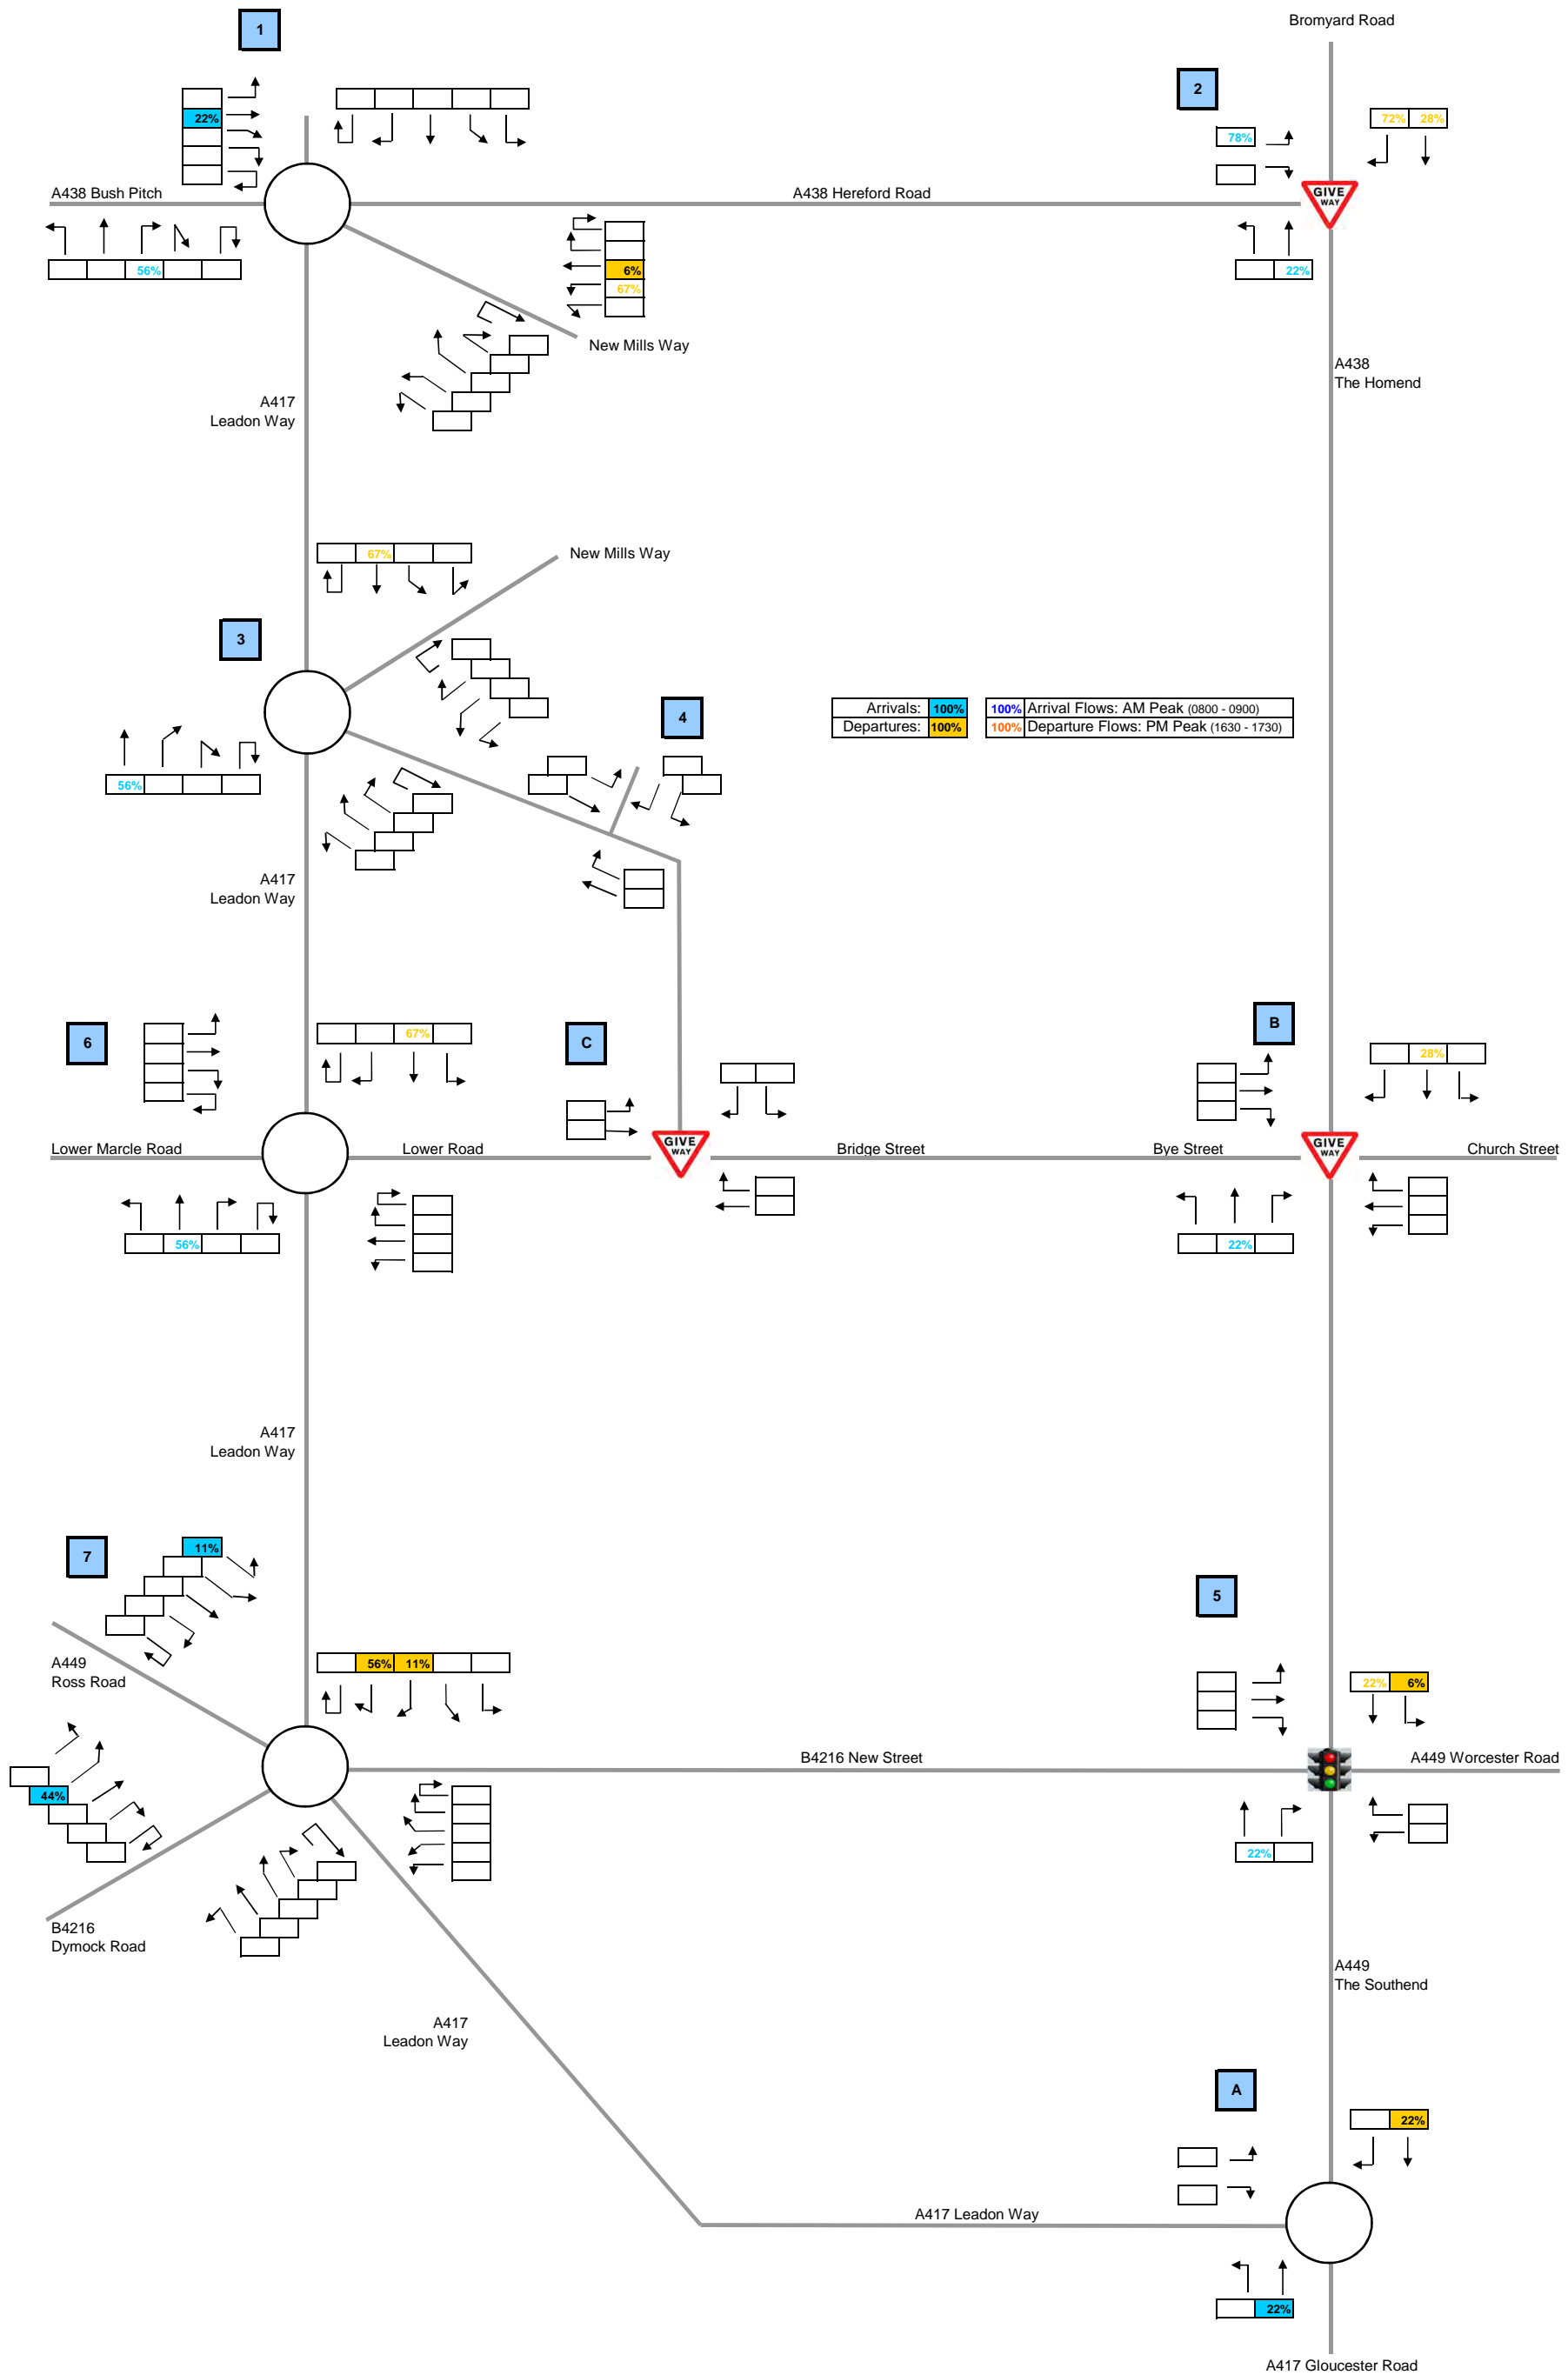 1
Bromyard Road
2
22%
78%
72% 28%
A438 Bush Pitch
A438 Hereford Road
GIVE
WAY
56%
6%
67%
22%
New Mills Way
A438
The Homend
A417
Leadon Way
67%
New Mills Way
3
4
Arrivals: 100%
Departures: 100%
100% Arrival Flows: AM Peak (0800 - 0900)
100% Departure Flows: PM Peak (1630 - 1730)
56%
A417
Leadon Way
6
67%
C
B
28%
Lower Marcle Road
Lower Road
GIVE
WAY
Bridge Street
Bye Street
GIVE
WAY
Church Street
56%
22%
A417
Leadon Way
7
11%
5
A449
Ross Road
56% 11%
22% 6%
B4216 New Street
A449 Worcester Road
44%
22%
B4216
Dymock Road
A449
The Southend
A417
Leadon Way
A
22%
A417 Leadon Way
22%
A417 Gloucester Road